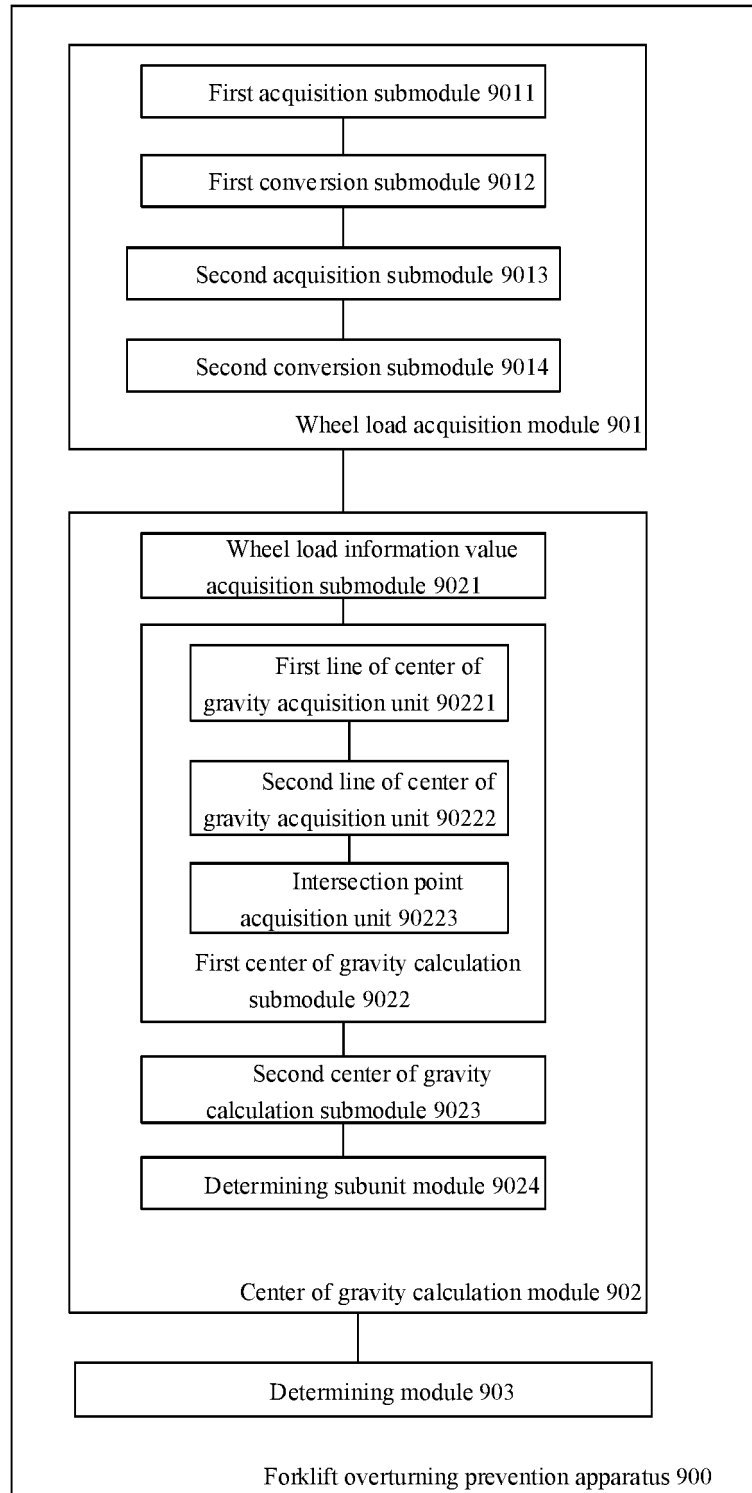 First acquisition submodule 9011
First conversion submodule 9012
Second acquisition submodule 9013
Second conversion submodule 9014
Wheel load acquisition module 901
Wheel load information value
acquisition submodule 9021
First line of center of
gravity acquisition unit 90221
Second line of center of
gravity acquisition unit 90222
Intersection point
acquisition unit 90223
First center of gravity calculation
submodule 9022
Second center of gravity
calculation submodule 9023
Determining subunit module 9024
Center of gravity calculation module 902
Determining module 903
Forklift overturning prevention apparatus 900